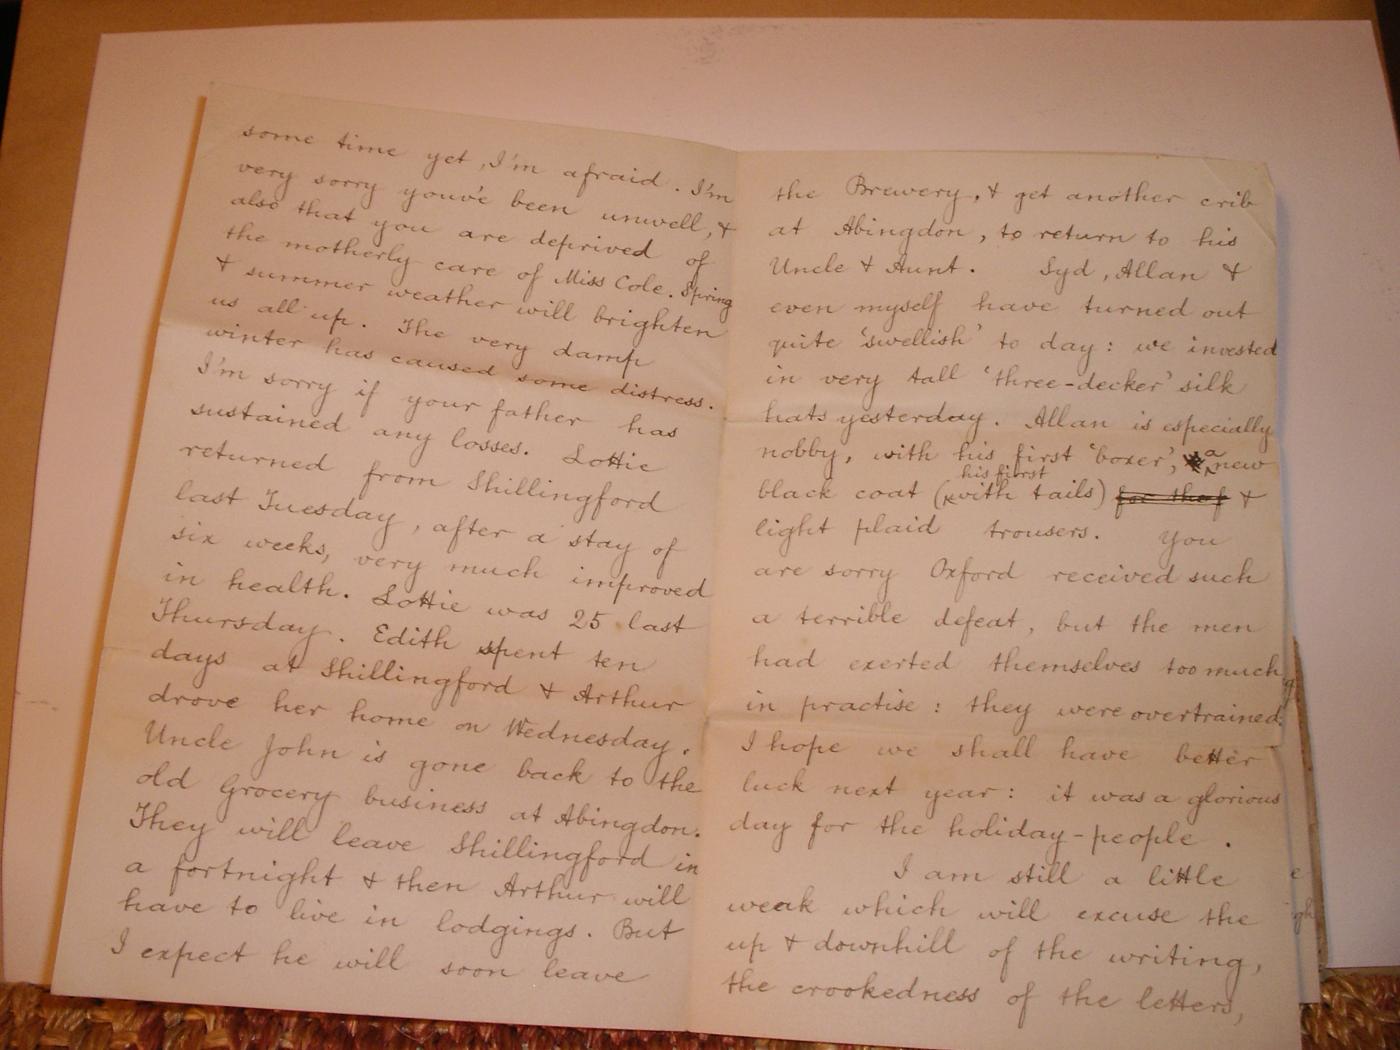 some time yet, I'm afraid. I'm
very sorry you've been unwell, &
also that you are deprived of
the motherly care of Miss Cole. Spring
& summer weather will brighten
us all up. The very damp
winter has caused some distress.
I'm sorry if your father has
sustained any losses. Lottie
returned from Shillingford
last Tuesday, after a stay of
six weeks, very much improved
in health. Lottie was 25 last
Thursday. Edith spent ten
days at Shillingford & Arthur
drove her home on Wednesday.
Uncle John is gone back to the
old Grocery business at Abingdon.
They will leave Shillingford in
a fortnight & then Arthur will
have to live in lodgings. But
I expect he will soon leave
the Brewery, & get another crib
at Abingdon, to return to his
Uncle & Aunt. Syd, Allan &
even myself have turned out
quite 'swellish' to day: we invested
in very tall 'three-decker' silk
hats yesterday. Allan is especially
nobby, with his first 'boxer', a new
black coat (his first with tails) &
light plaid trousers. You
are sorry Oxford received such
a terrible defeat, but the men
had exerted themselves too much
in practise: they were overtrained.
I hope we shall have better
luck next year: it was a glorious
day for the holiday-people.
I am still a little
weak which will excuse the
up & downhill of the writing,
the crookedness of the letters,